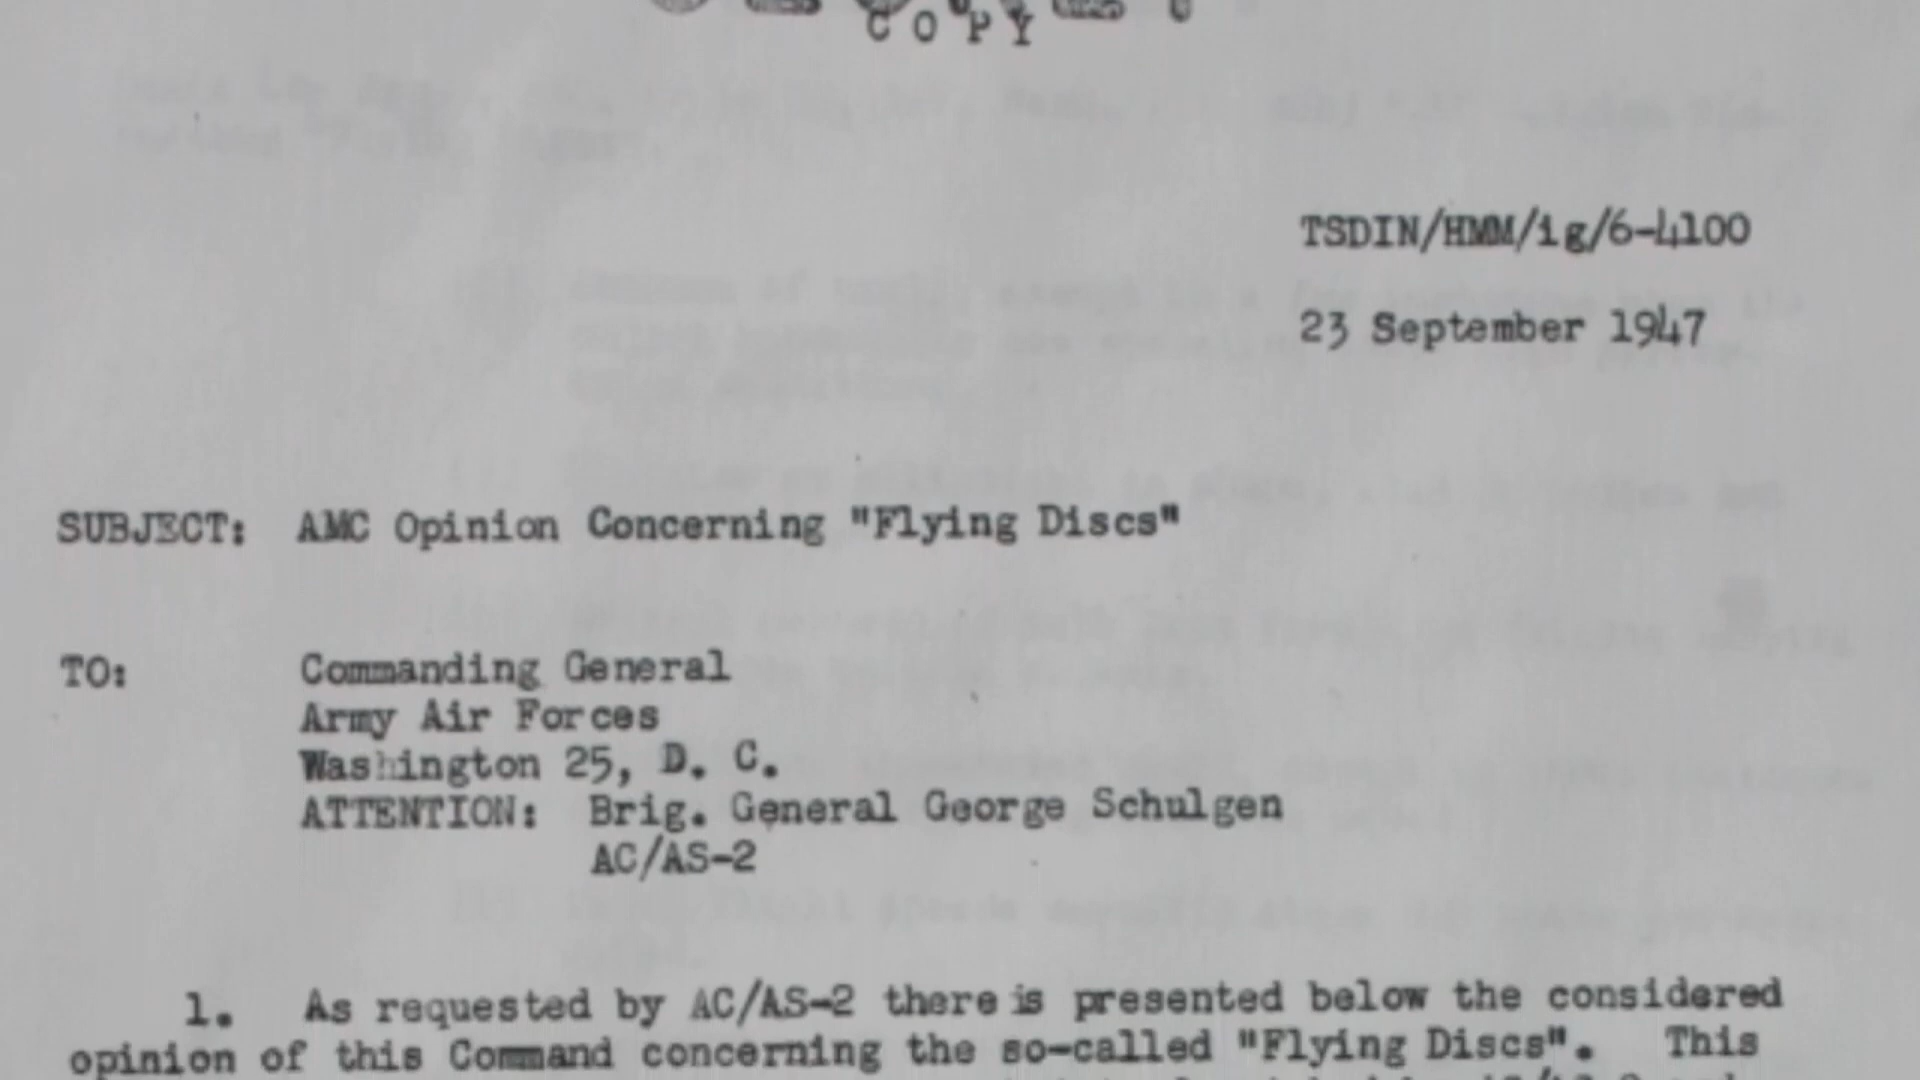 COPY
TSDIN/HMM/ig/6-4100
23 September 1947
SUBJECT: AMC Opinion Concerning "Flying Discs"
TO: Commanding General
Army Air Forces
Washington 25, D. C.
ATTENTION: Brig. General George Schulgen
AC/AS-2
1. As requested by AC/AS-2 there is presented below the considered
opinion of this Command concerning the so-called "Flying Discs". This